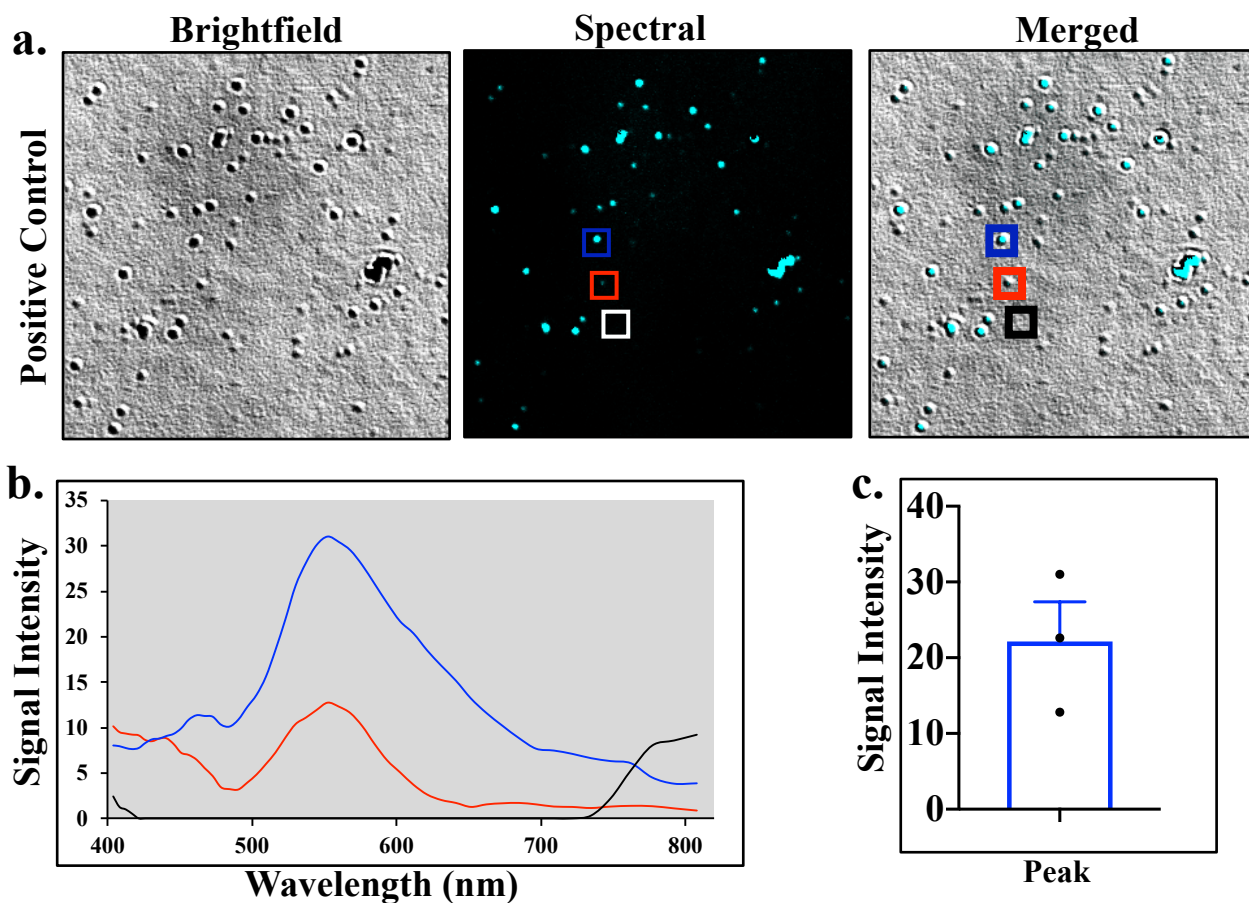 a.
Brightfield
Spectral
Merged
Positive Control
b.
35
30
25
20
15
10
5
0
400
500
600
700
800
Signal Intensity
Wavelength (nm)
c.
40
30
20
10
0
Signal Intensity
Peak